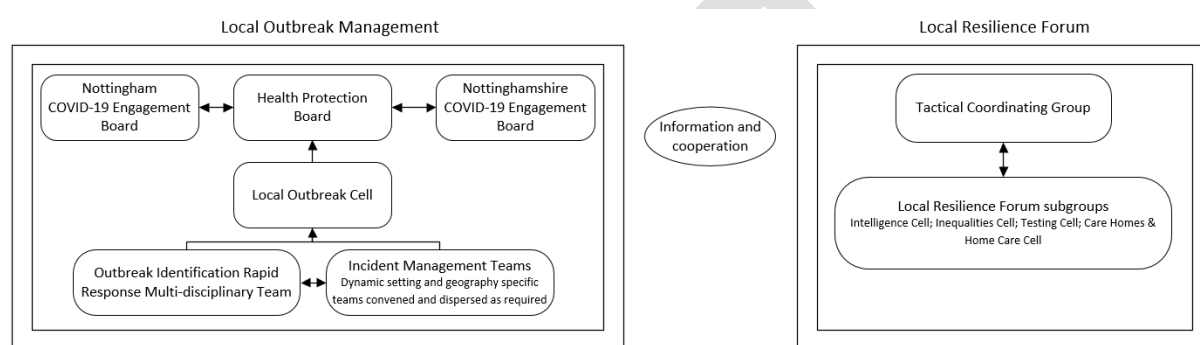 Local Outbreak Management
Nottingham
COVID-19 Engagement
Board
Health Protection
Board
Nottinghamshire
COVID-19 Engagement
Board
Local Outbreak Cell
Outbreak Identification Rapid
Response Multi-disciplinary Team
Incident Management Teams
Dynamic setting and geography specific
teams convened and dispersed as required
Information and
cooperation
Local Resilience Forum
Tactical Coordinating Group
Local Resilience Forum subgroups
Intelligence Cell; Inequalities Cell; Testing Cell; Care Homes &
Home Care Cell